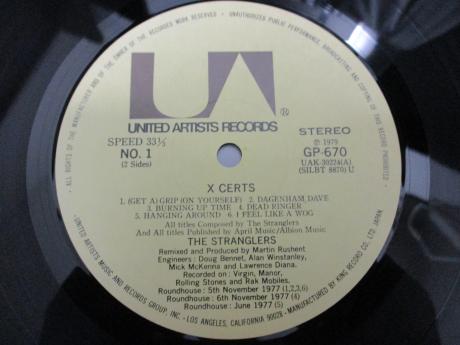 UA®
UNITED ARTISTS RECORDS
SPEED 33⅓
NO. 1
(2 Sides)
STEREO
Ⓟ 1979
GP-670
UAK-30224(A)
(SILBT 8870) U
X CERTS
1. (GET A) GRIP (ON YOURSELF) 2. DAGENHAM DAVE
3. BURNING UP TIME 4. DEAD RINGER
5. HANGING AROUND 6. I FEEL LIKE A WOG
All titles Composed by The Stranglers
And All titles Published by April Music/Albion Music
THE STRANGLERS
Remixed and Produced by Martin Rushent
Engineers : Doug Bennet, Alan Winstanley,
Mick McKenna and Lawrence Diana.
Recorded on : Virgin, Manor,
Rolling Stones and Rak Mobiles.
Roundhouse : 5th November 1977 (1,2,3,6)
Roundhouse : 6th November 1977 (4)
Roundhouse : June 1977 (5)
ALL RIGHTS OF THE MANUFACTURER AND OF THE OWNER OF THE RECORDED WORK RESERVED · UNAUTHORIZED PUBLIC PERFORMANCE, BROADCASTING AND COPYING OF THIS RECORD PROHIBITED
·UNITED ARTISTS MUSIC AND RECORDS GROUP, INC. ·LOS ANGELES, CALIFORNIA 90028 ·MANUFACTURED BY KING RECORD CO., LTD. JAPAN